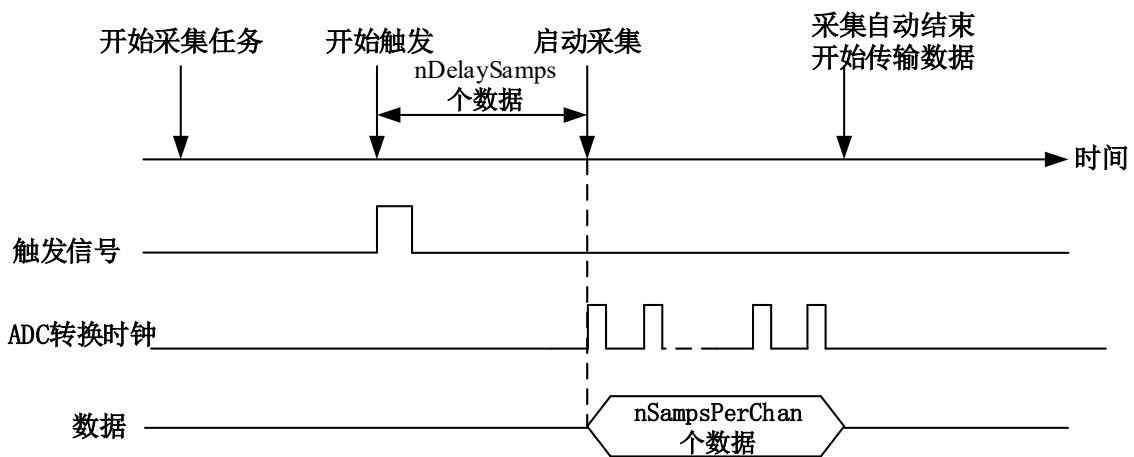 开始采集任务
开始触发
启动采集
采集自动结束
开始传输数据
nDelaySamps
个数据
时间
触发信号
ADC转换时钟
数据
nSampsPerChan
个数据